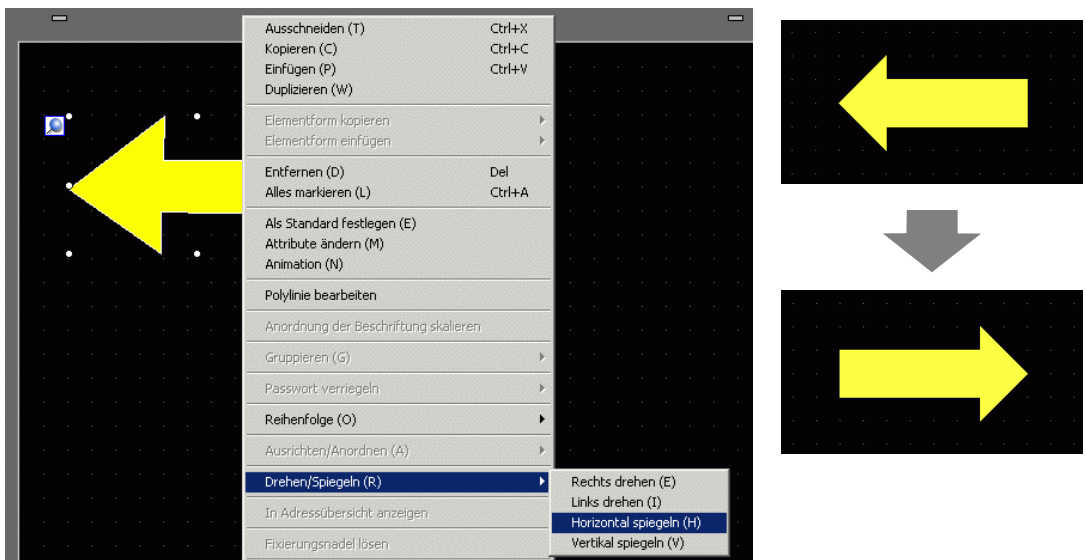 Ausschneiden (T) Ctrl+X
Kopieren (C) Ctrl+C
Einfügen (P) Ctrl+V
Duplizieren (W)
Elementform kopieren
Elementform einfügen
Entfernen (D) Del
Alles markieren (L) Ctrl+A
Als Standard festlegen (E)
Attribute ändern (M)
Animation (N)
Polylinie bearbeiten
Anordnung der Beschriftung skalieren
Gruppieren (G)
Passwort verriegeln
Reihenfolge (O)
Ausrichten/Anordnen (A)
Drehen/Spiegeln (R)
In Adressübersicht anzeigen
Fixierungsnadel lösen
Rechts drehen (E)
Links drehen (I)
Horizontal spiegeln (H)
Vertikal spiegeln (V)